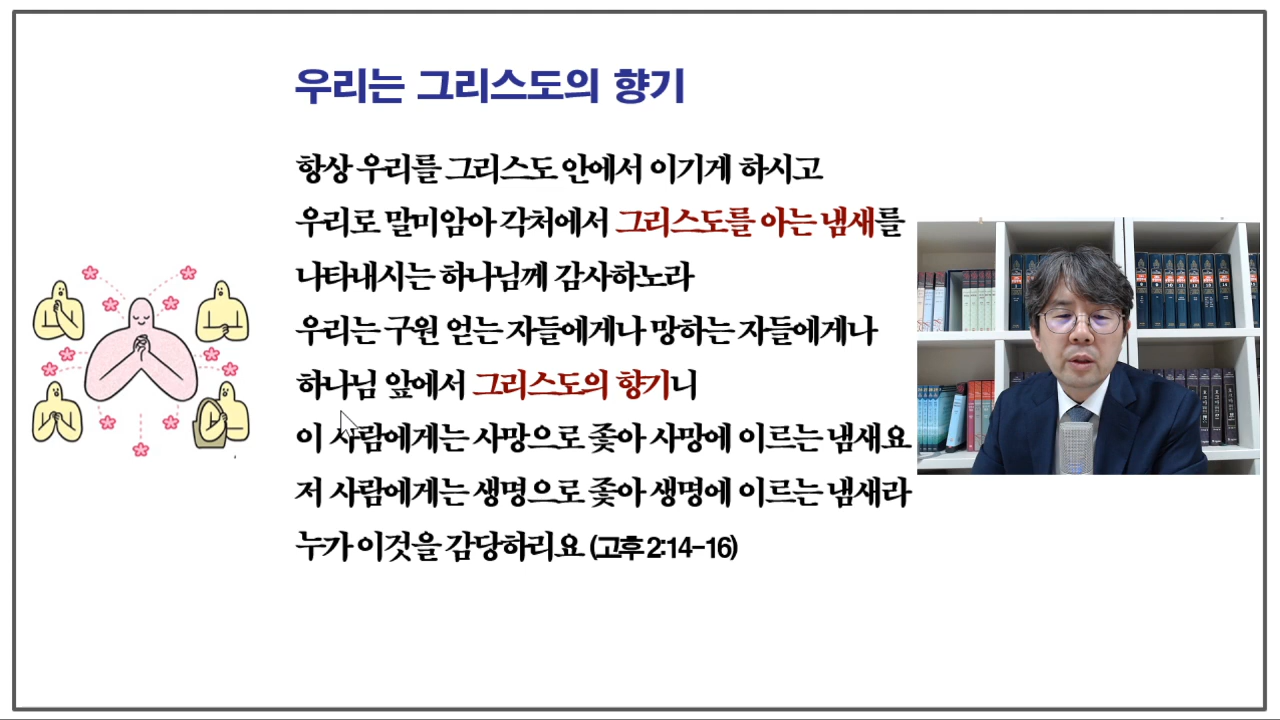 우리는 그리스도의 향기
항상 우리를 그리스도 안에서 이기게 하시고
우리로 말미암아 각처에서 그리스도를 아는 냄새를
나타내시는 하나님께 감사하노라
우리는 구원 얻는 자들에게나 망하는 자들에게나
하나님 앞에서 그리스도의 향기니
이 사람에게는 사망으로 좇아 사망에 이르는 냄새요
저 사람에게는 생명으로 좇아 생명에 이르는 냄새라
누가 이것을 감당하리요 (고후 2:14-16)